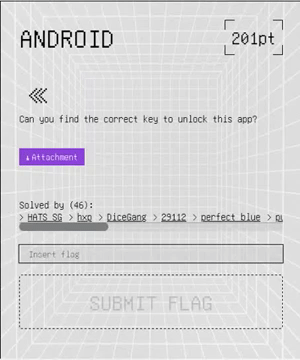 ANDROID
201pt
Can you find the correct key to unlock this app?
Attachment
Solved by (46):
> HATS SG > hxp > DiceGang > 29112 > perfect blue >
Insert flag
SUBMIT FLAG